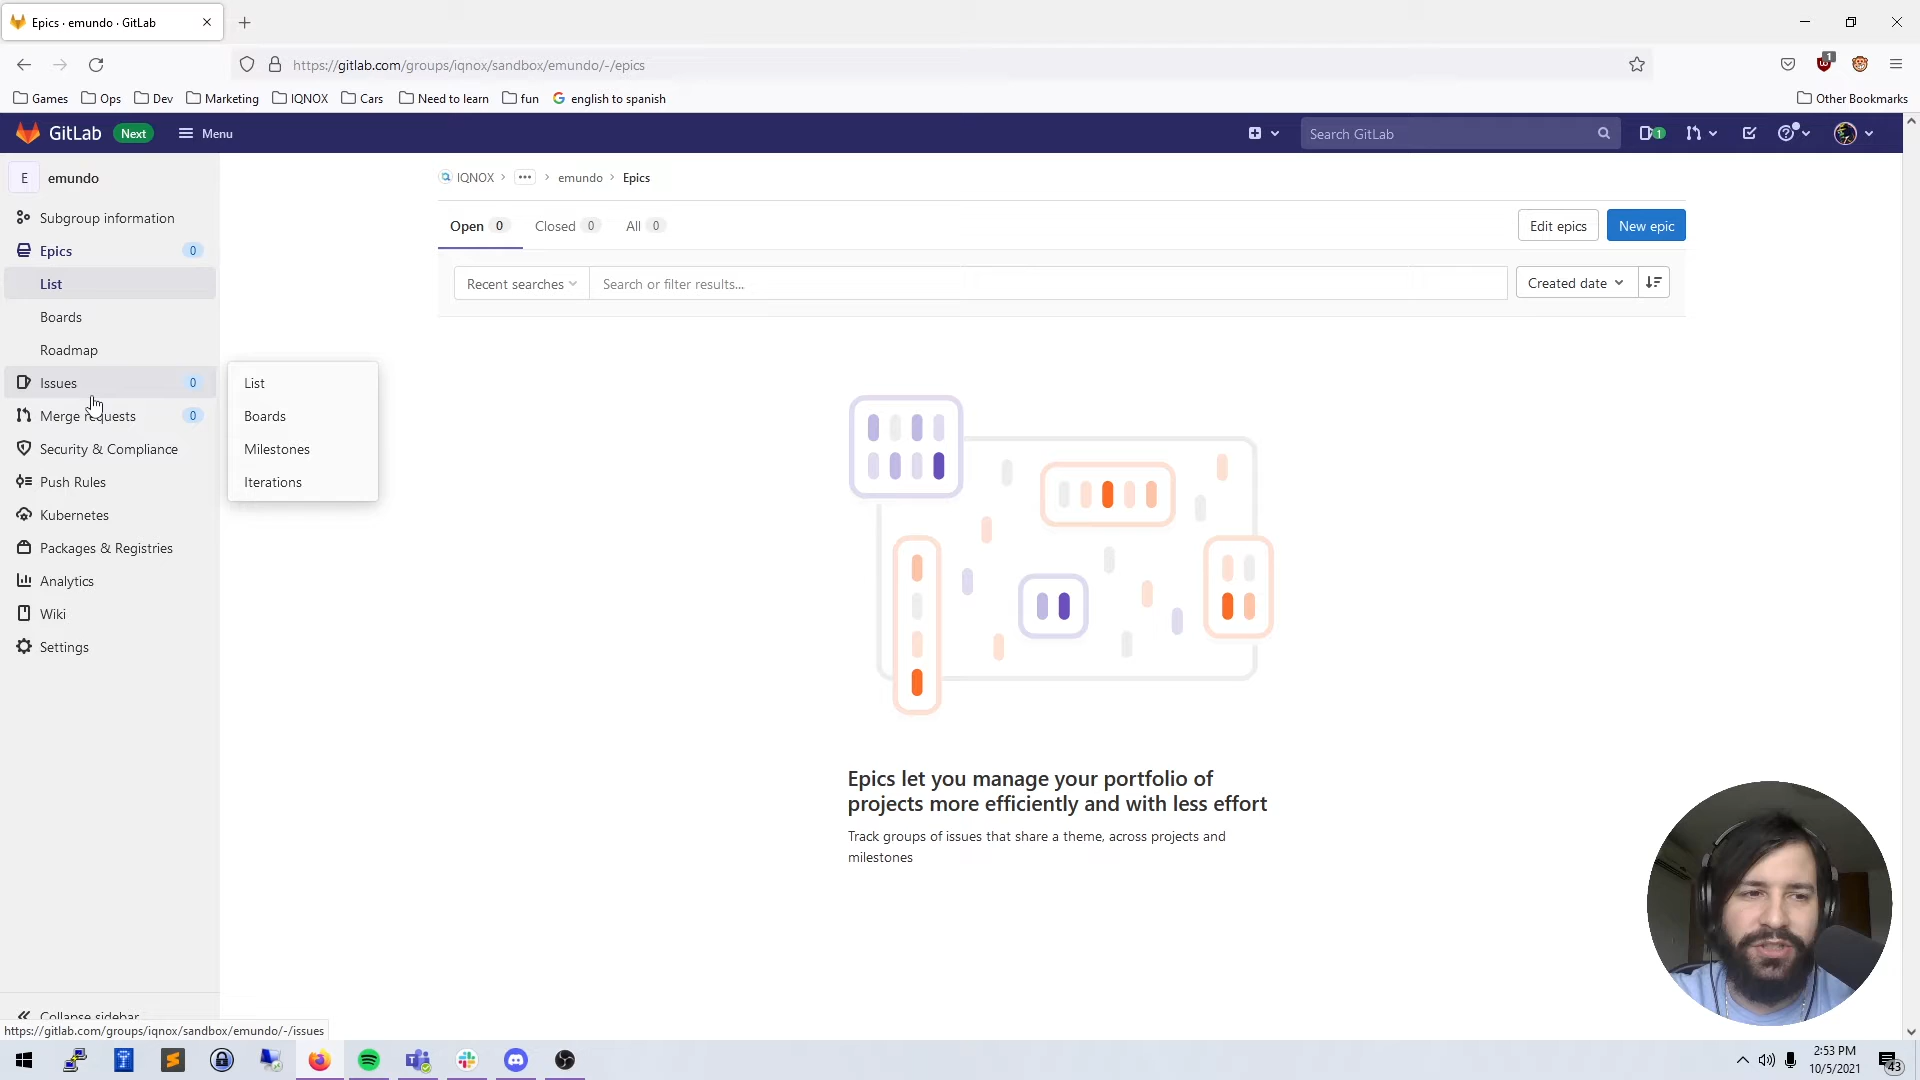 Epics · emundo · GitLab
https://gitlab.com/groups/iqnox/sandbox/emundo/-/epics
1
Games
Ops
Dev
Marketing
IQNOX
Cars
Need to learn
fun
english to spanish
Other Bookmarks
GitLab
Next
Menu
Search GitLab
1
E
emundo
IQNOX
emundo
Epics
Subgroup information
Epics
0
List
Boards
Roadmap
Issues
0
Merge requests
0
Security & Compliance
Push Rules
Kubernetes
Packages & Registries
Analytics
Wiki
Settings
Collapse sidebar
Open 0
Closed 0
All 0
Edit epics
New epic
Recent searches
Search or filter results...
Created date
List
Boards
Milestones
Iterations
Epics let you manage your portfolio of
projects more efficiently and with less effort
Track groups of issues that share a theme, across projects and
milestones
https://gitlab.com/groups/iqnox/sandbox/emundo/-/issues
2:53 PM
10/5/2021
43